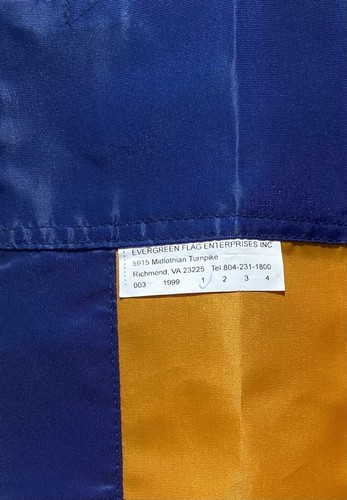 EVERGREEN FLAG ENTERPRISES INC
5915 Midlothian Turnpike
Richmond, VA 23225 Tel 804-231-1800
003 1999 1 2 3 4